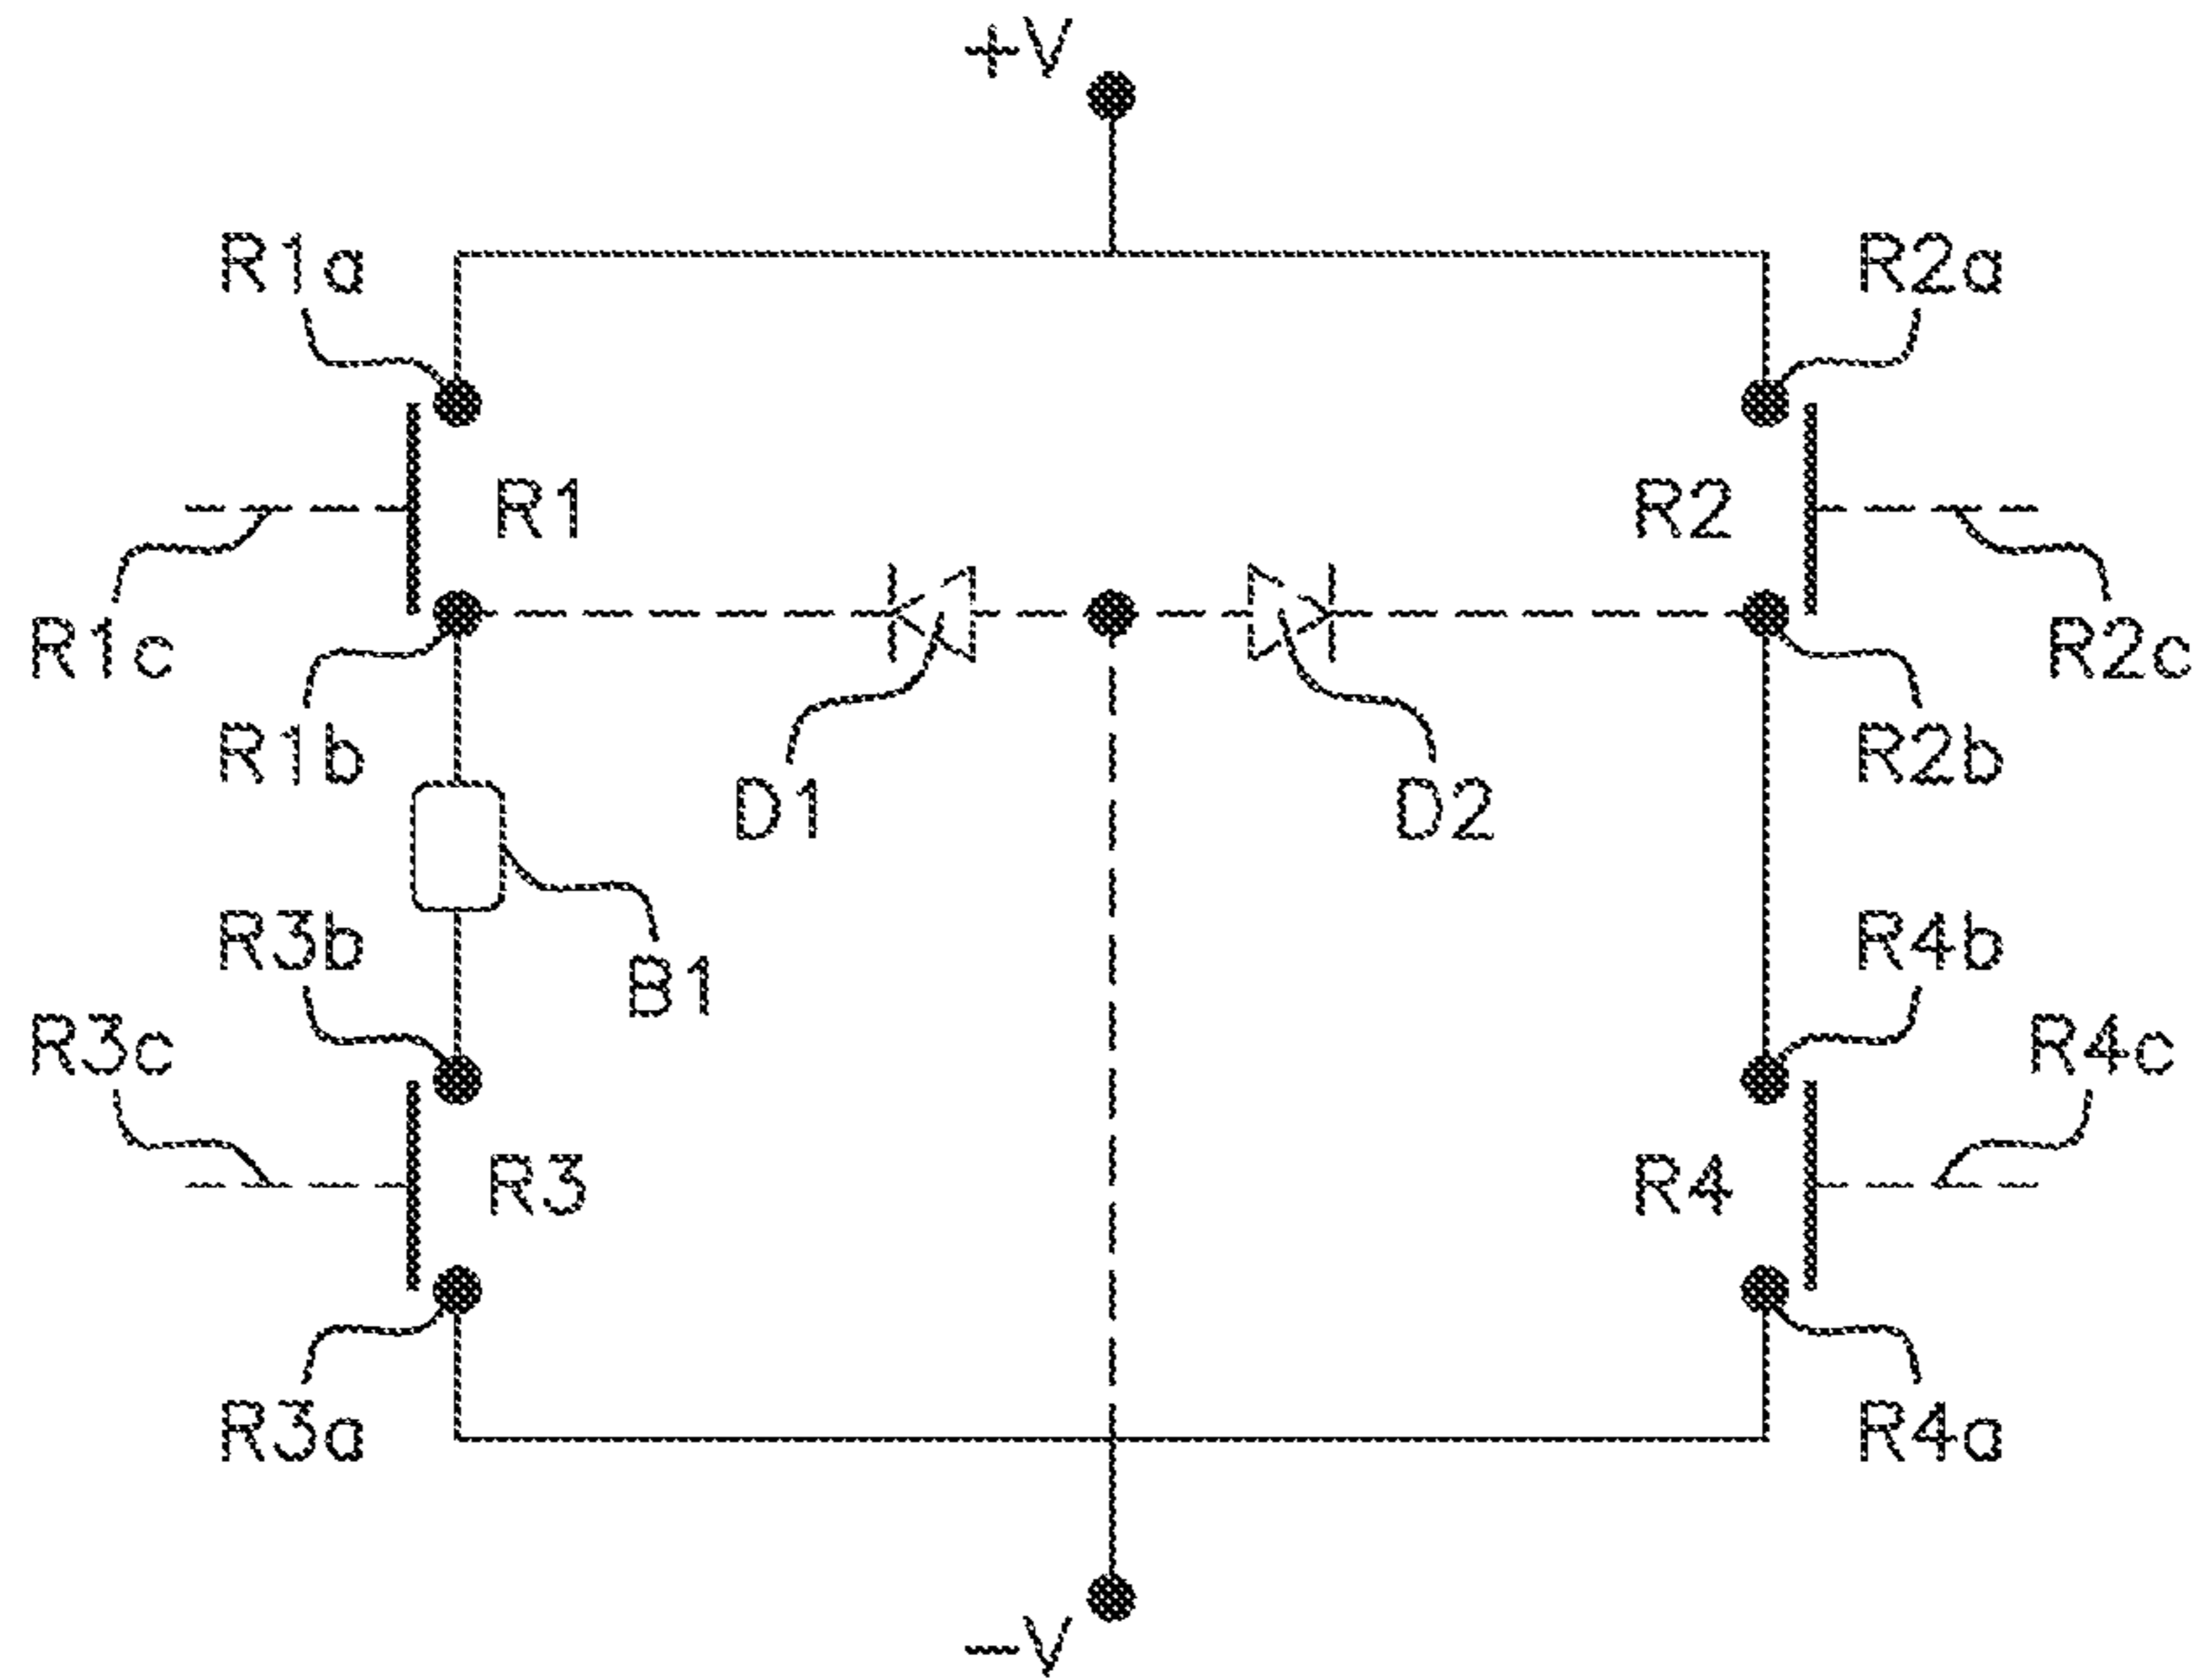 +V
R1a
R2a
R1
R2
R1c
R2c
R1b
R2b
D1
D2
R3b
R4b
B1
R3c
R4c
R3
R4
R3a
R4a
-V